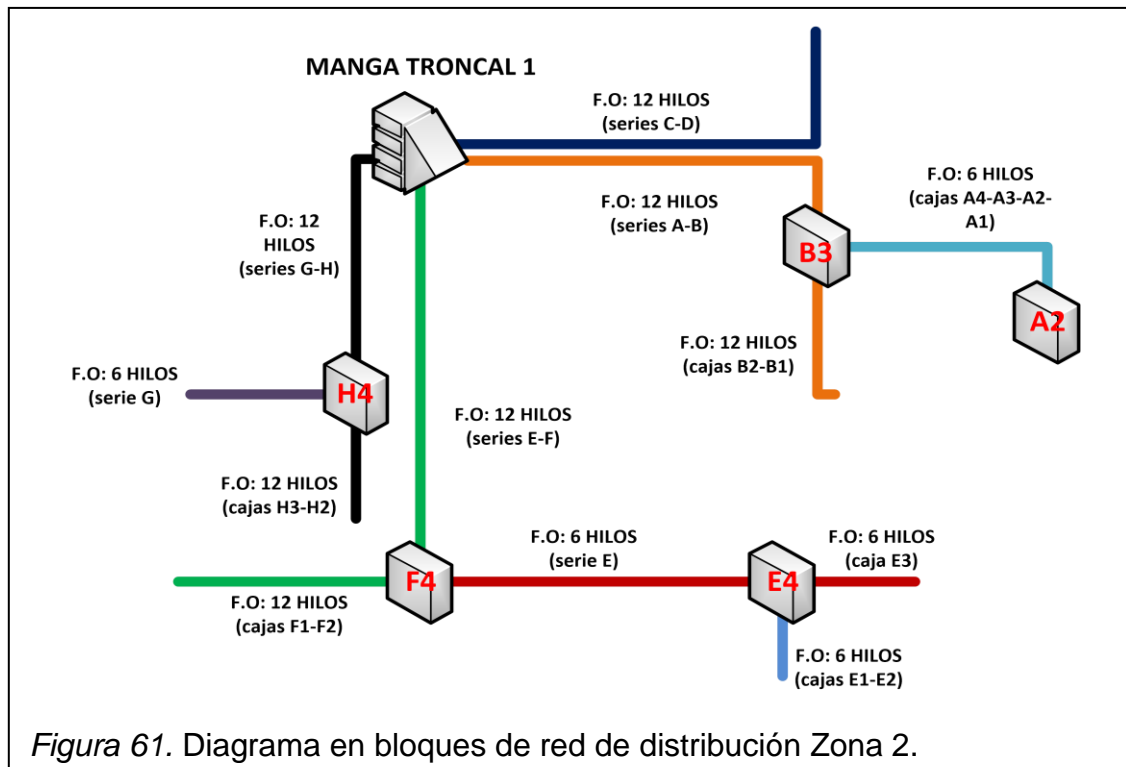 MANGA TRONCAL 1
F.O: 12 HILOS
(series C-D)
F.O: 6 HILOS
(cajas A4-A3-A2-
A1)
F.O: 12 HILOS
(series A-B)
F.O: 12
HILOS
(series G-H)
B3
A2
F.O: 12 HILOS
(cajas B2-B1)
F.O: 6 HILOS
(serie G)
H4
F.O: 12 HILOS
(series E-F)
F.O: 12 HILOS
(cajas H3-H2)
F.O: 6 HILOS
(serie E)
F.O: 6 HILOS
(caja E3)
F4
E4
F.O: 12 HILOS
(cajas F1-F2)
F.O: 6 HILOS
(cajas E1-E2)
Figura 61. Diagrama en bloques de red de distribución Zona 2.